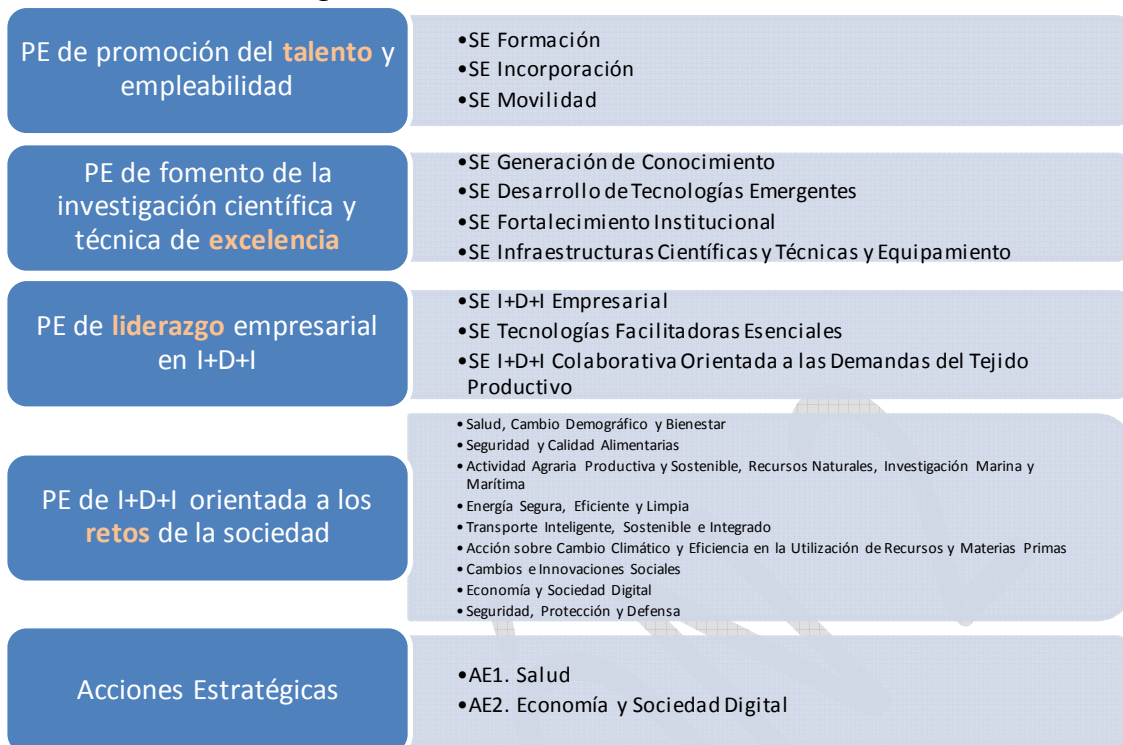 PE de promoción del talento y
empleabilidad
•SE Formación
•SE Incorporación
•SE Movilidad
PE de fomento de la
investigación científica y
técnica de excelencia
•SE Generación de Conocimiento
•SE Desarrollo de Tecnologías Emergentes
•SE Fortalecimiento Institucional
•SE Infraestructuras Científicas y Técnicas y Equipamiento
PE de liderazgo empresarial
en I+D+I
•SE I+D+I Empresarial
•SE Tecnologías Facilitadoras Esenciales
•SE I+D+I Colaborativa Orientada a las Demandas del Tejido
Productivo
PE de I+D+I orientada a los
retos de la sociedad
•Salud, Cambio Demográfico y Bienestar
•Seguridad y Calidad Alimentarias
•Actividad Agraria Productiva y Sostenible, Recursos Naturales, Investigación Marina y
Marítima
•Energía Segura, Eficiente y Limpia
•Transporte Inteligente, Sostenible e Integrado
•Acción sobre Cambio Climático y Eficiencia en la Utilización de Recursos y Materias Primas
•Cambios e Innovaciones Sociales
•Economía y Sociedad Digital
•Seguridad, Protección y Defensa
Acciones Estratégicas
•AE1. Salud
•AE2. Economía y Sociedad Digital